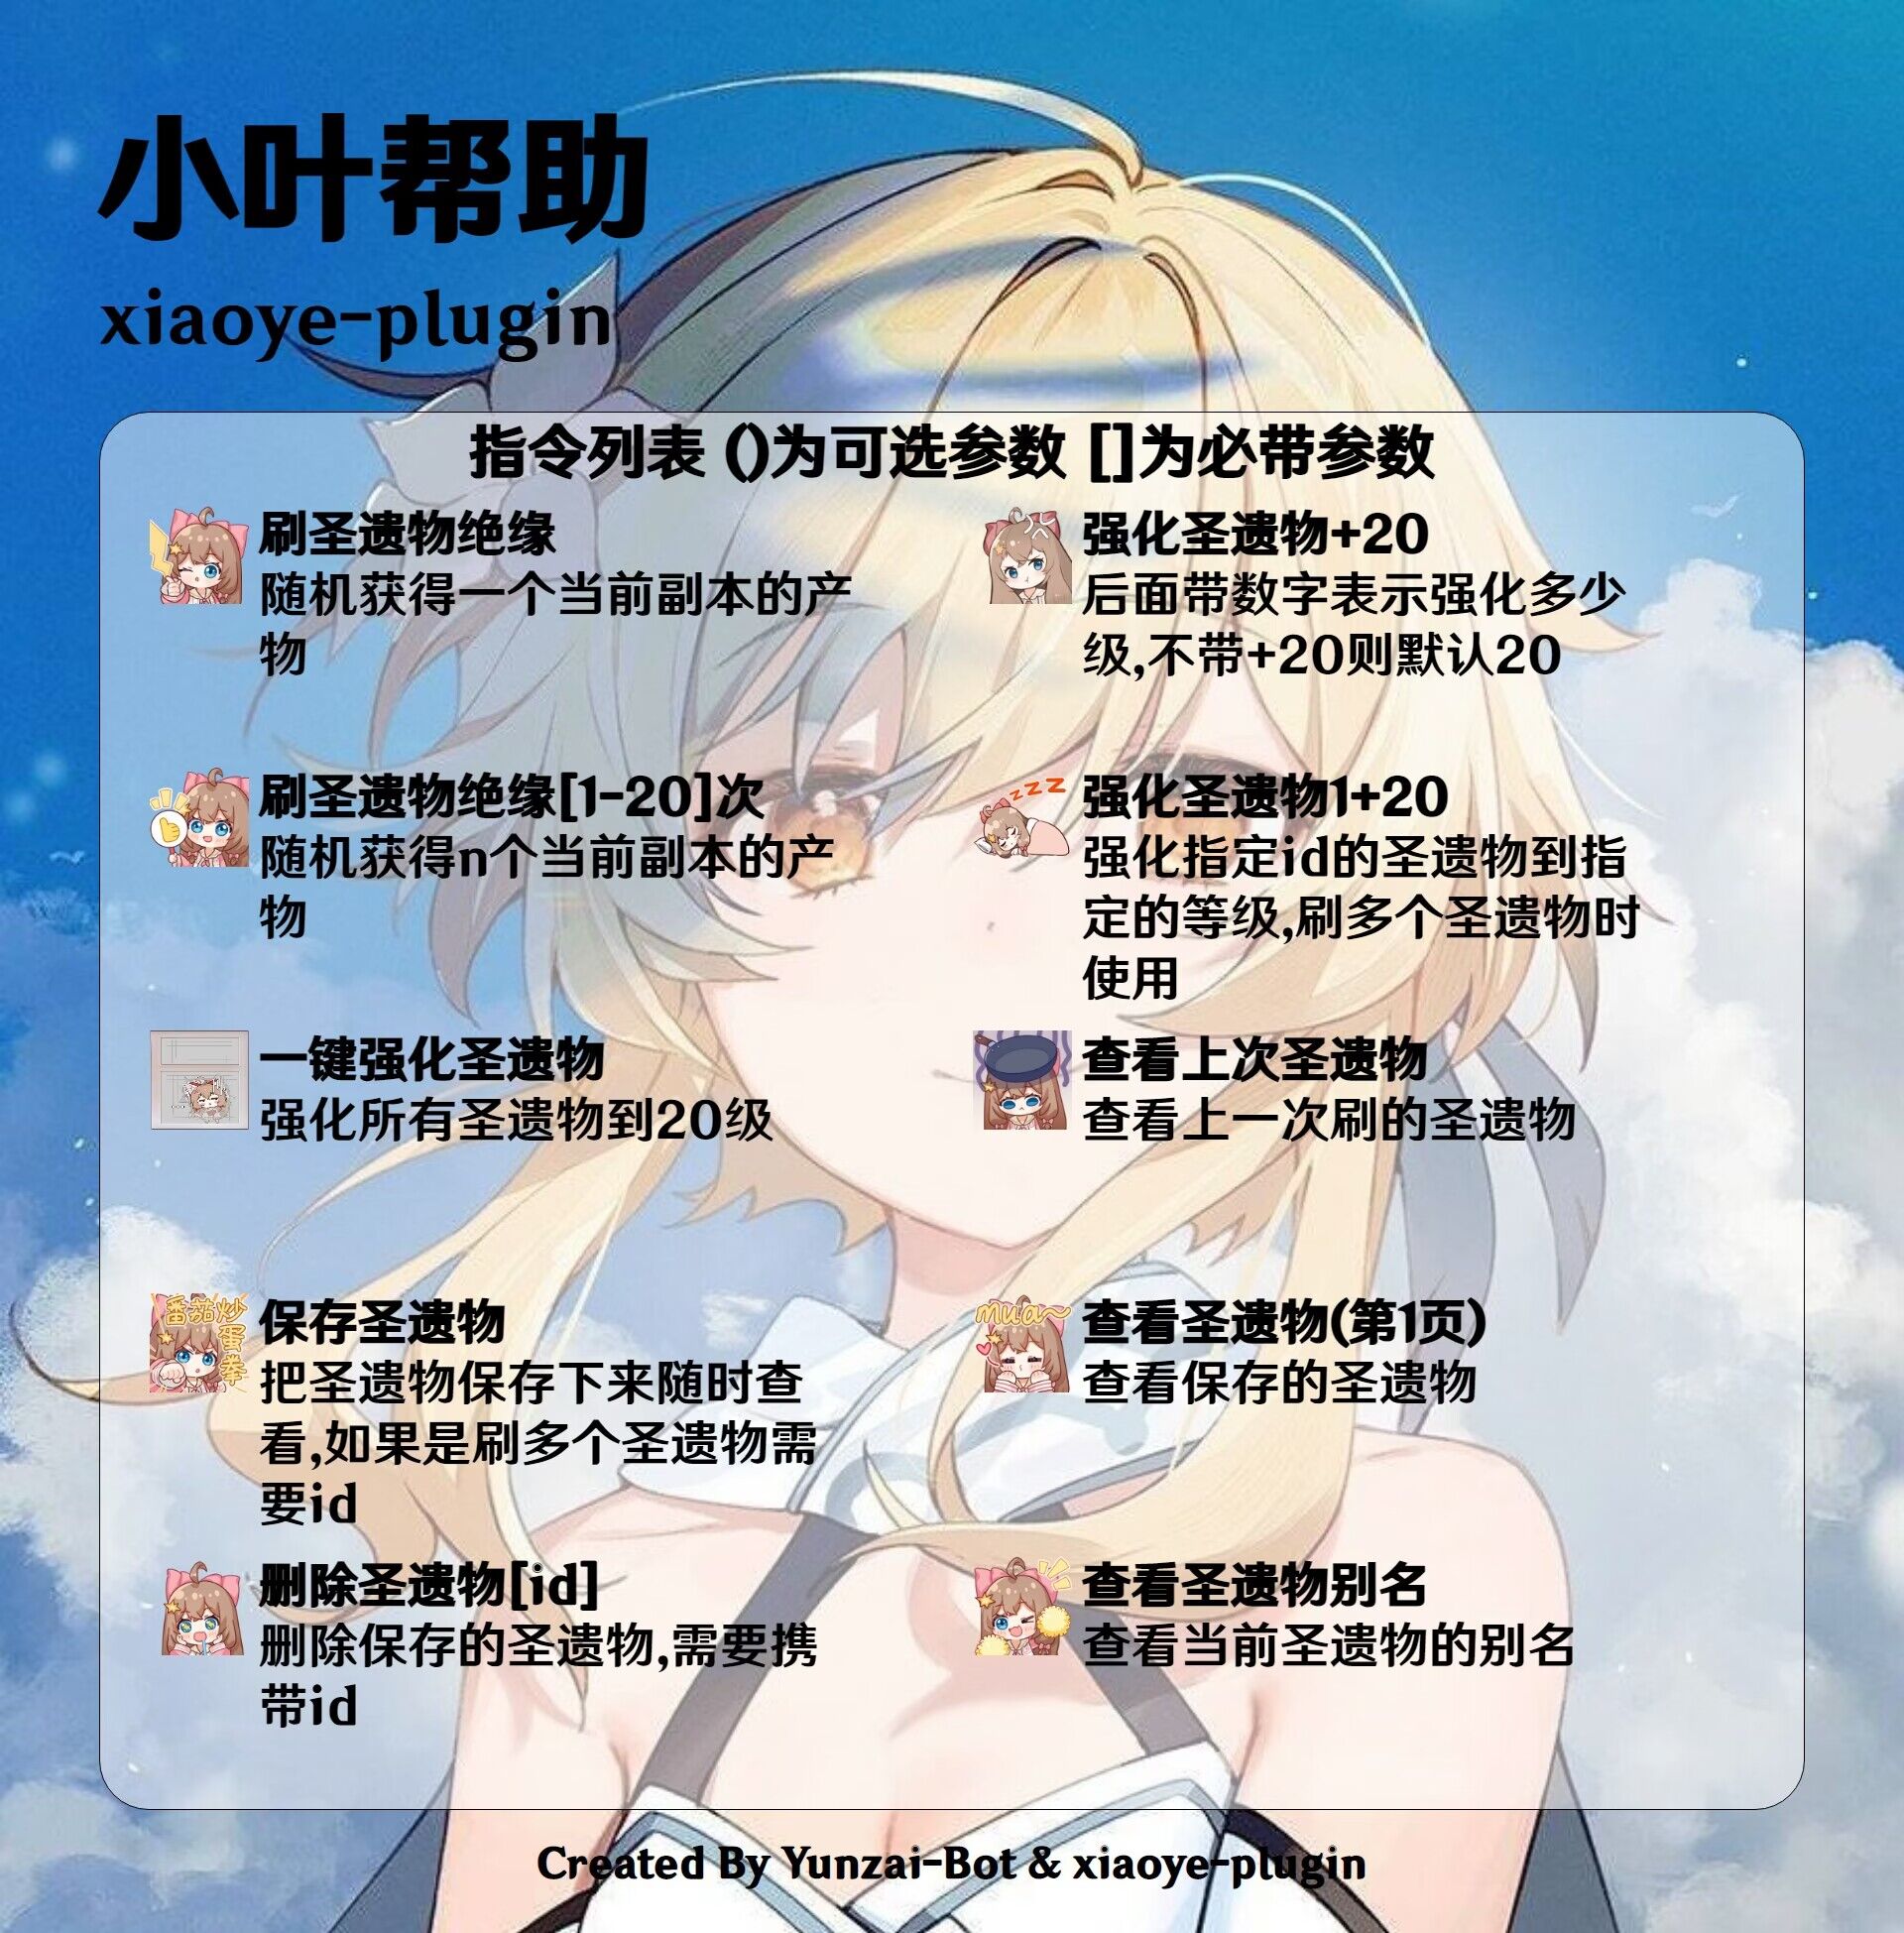 小叶帮助
xiaoye-plugin
指令列表 ()为可选参数 []为必带参数
刷圣遗物绝缘
随机获得一个当前副本的产
物
强化圣遗物+20
后面带数字表示强化多少
级,不带+20则默认20
刷圣遗物绝缘[1-20]次
随机获得n个当前副本的产
物
zzz
强化圣遗物1+20
强化指定id的圣遗物到指
定的等级,刷多个圣遗物时
使用
一键强化圣遗物
强化所有圣遗物到20级
查看上次圣遗物
查看上一次刷的圣遗物
番茄炒
蛋
拳
保存圣遗物
把圣遗物保存下来随时查
看,如果是刷多个圣遗物需
要id
mua~
查看圣遗物(第1页)
查看保存的圣遗物
删除圣遗物[id]
删除保存的圣遗物,需要携
带id
查看圣遗物别名
查看当前圣遗物的别名
Created By Yunzai-Bot & xiaoye-plugin